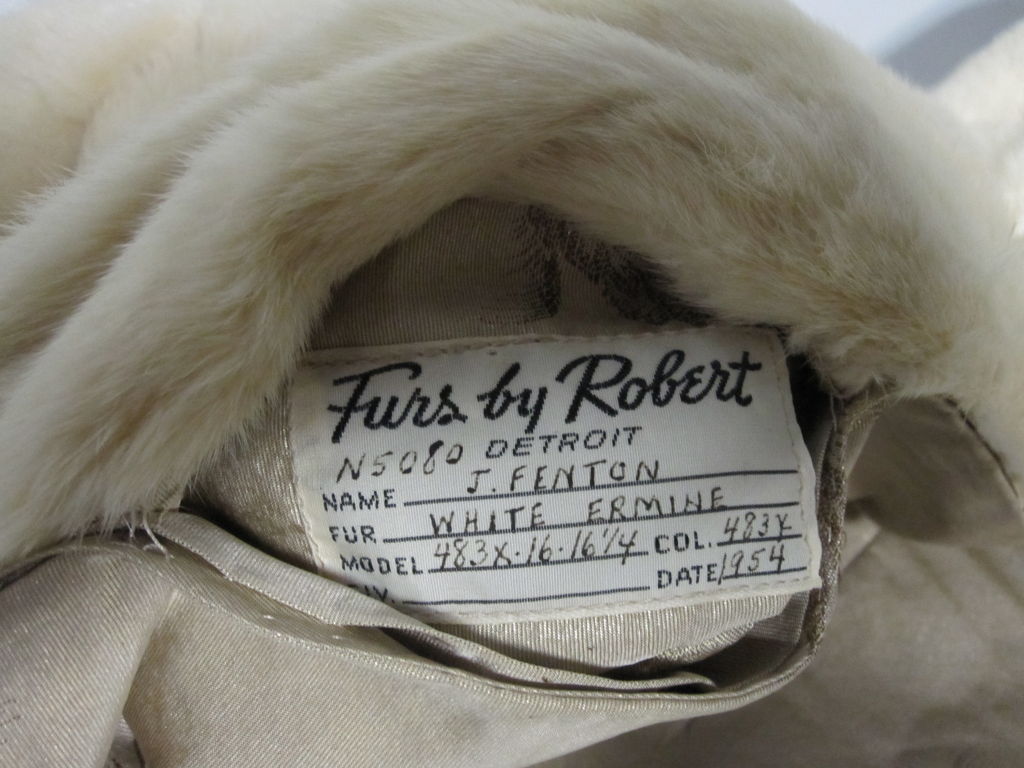 Furs by Robert
N5080 DETROIT
NAME J. FENTON
FUR WHITE ERMINE
MODEL 483X·16·16¼ COL. 483X
DATE 1954